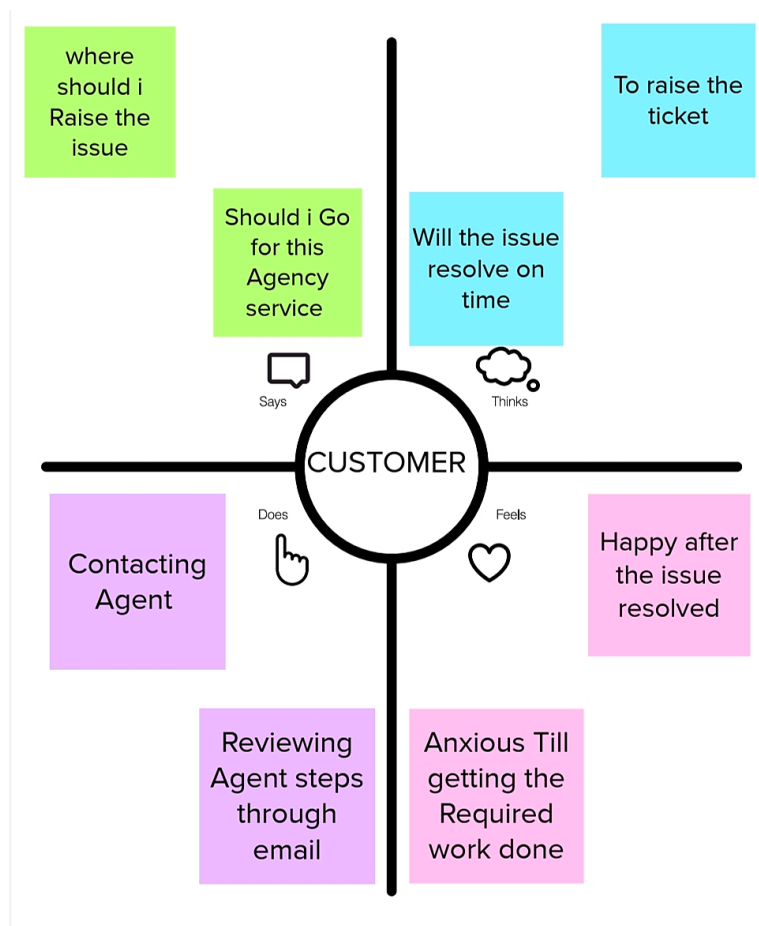 where
should i
Raise the
issue
To raise the
ticket
Should i Go
for this
Agency
service
Will the issue
resolve on
time
Says
Thinks
CUSTOMER
Does
Feels
Contacting
Agent
Happy after
the issue
resolved
Reviewing
Agent steps
through
email
Anxious Till
getting the
Required
work done